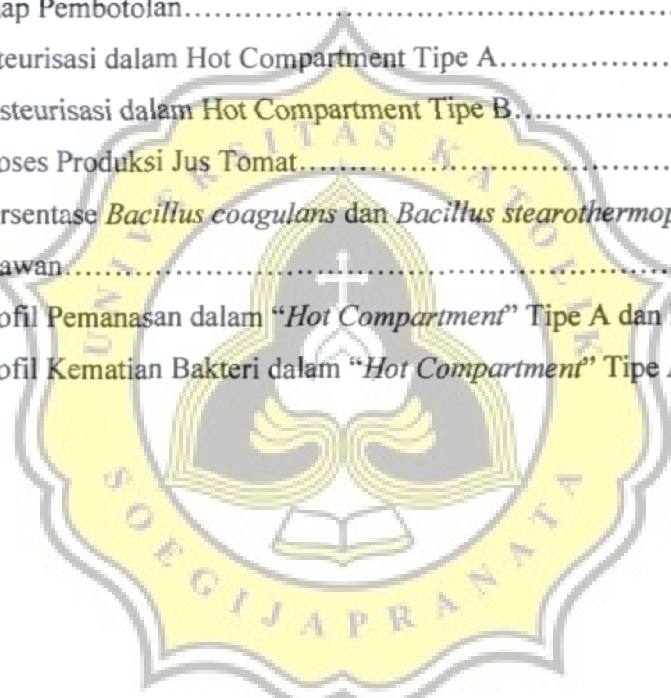 ap Pembotolan....................................
teurisasi dalam Hot Compartment Tipe A....................
steurisasi dalam Hot Compartment Tipe B....................
oses Produksi Jus Tomat....................................
rsentase Bacillus coagulans dan Bacillus stearothermop
awan............................................................
ofil Pemanasan dalam “Hot Compartment” Tipe A dan
ofil Kematian Bakteri dalam “Hot Compartment” Tipe A
UNIVERSITAS KATOLIK
SOEGIJAPRANATA